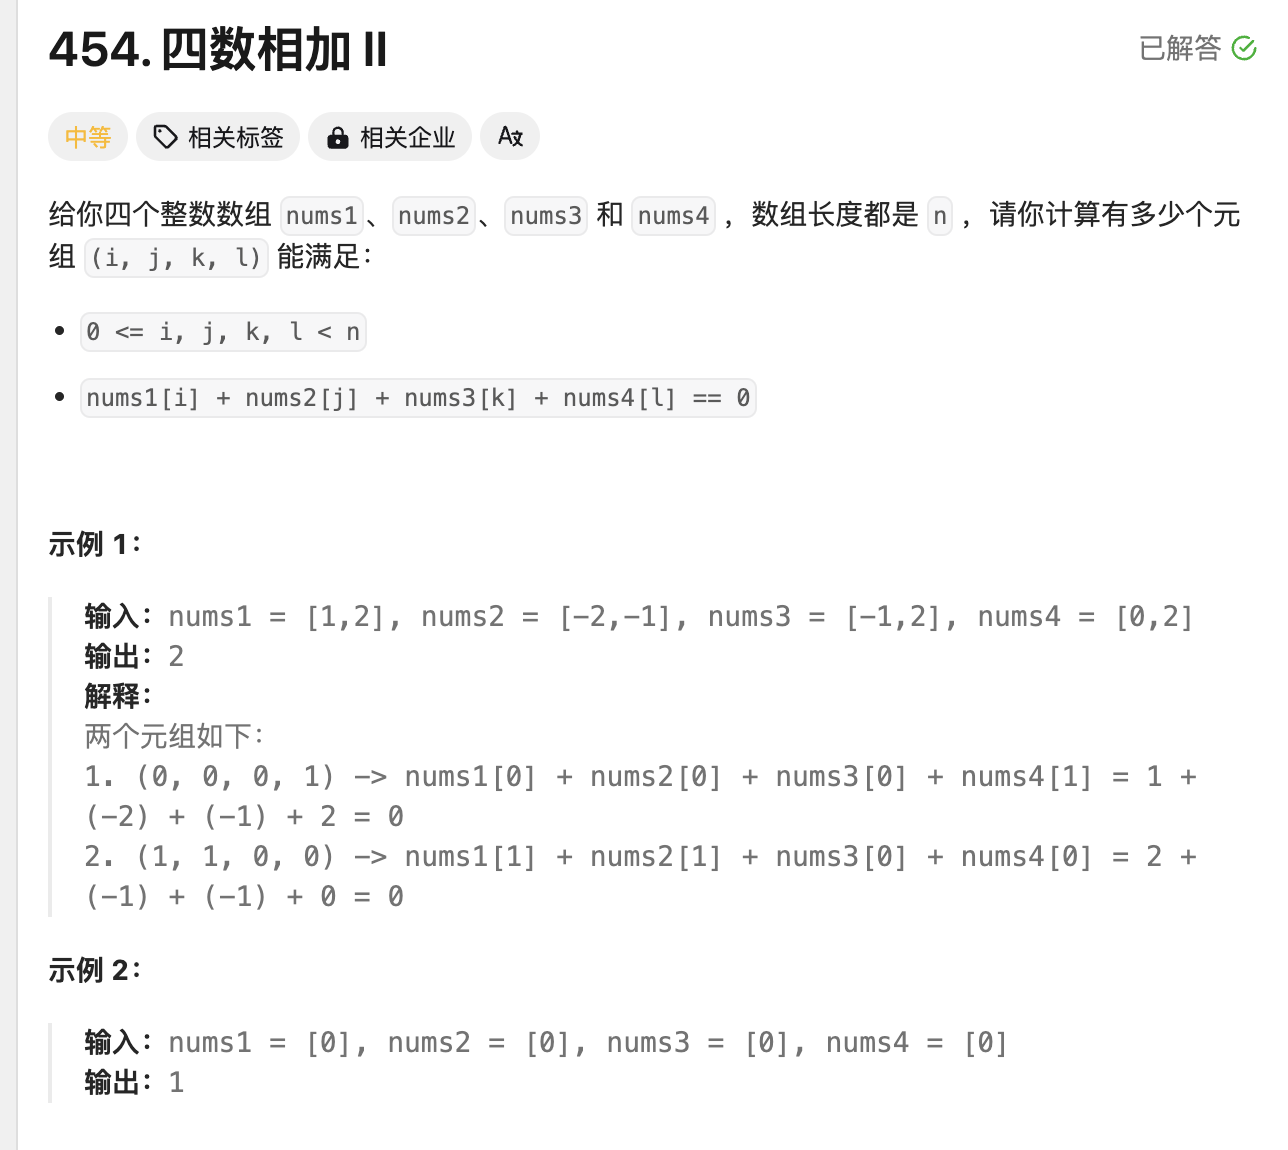 454. 四数相加 II
已解答
中等
相关标签
相关企业
给你四个整数数组 nums1、nums2、nums3 和 nums4 ，数组长度都是 n ，请你计算有多少个元
组 (i, j, k, l) 能满足：
• 0 <= i, j, k, l < n
• nums1[i] + nums2[j] + nums3[k] + nums4[l] == 0
示例 1：
输入：nums1 = [1,2], nums2 = [-2,-1], nums3 = [-1,2], nums4 = [0,2]
输出：2
解释：
两个元组如下：
1. (0, 0, 0, 1) -> nums1[0] + nums2[0] + nums3[0] + nums4[1] = 1 +
(-2) + (-1) + 2 = 0
2. (1, 1, 0, 0) -> nums1[1] + nums2[1] + nums3[0] + nums4[0] = 2 +
(-1) + (-1) + 0 = 0
示例 2：
输入：nums1 = [0], nums2 = [0], nums3 = [0], nums4 = [0]
输出：1